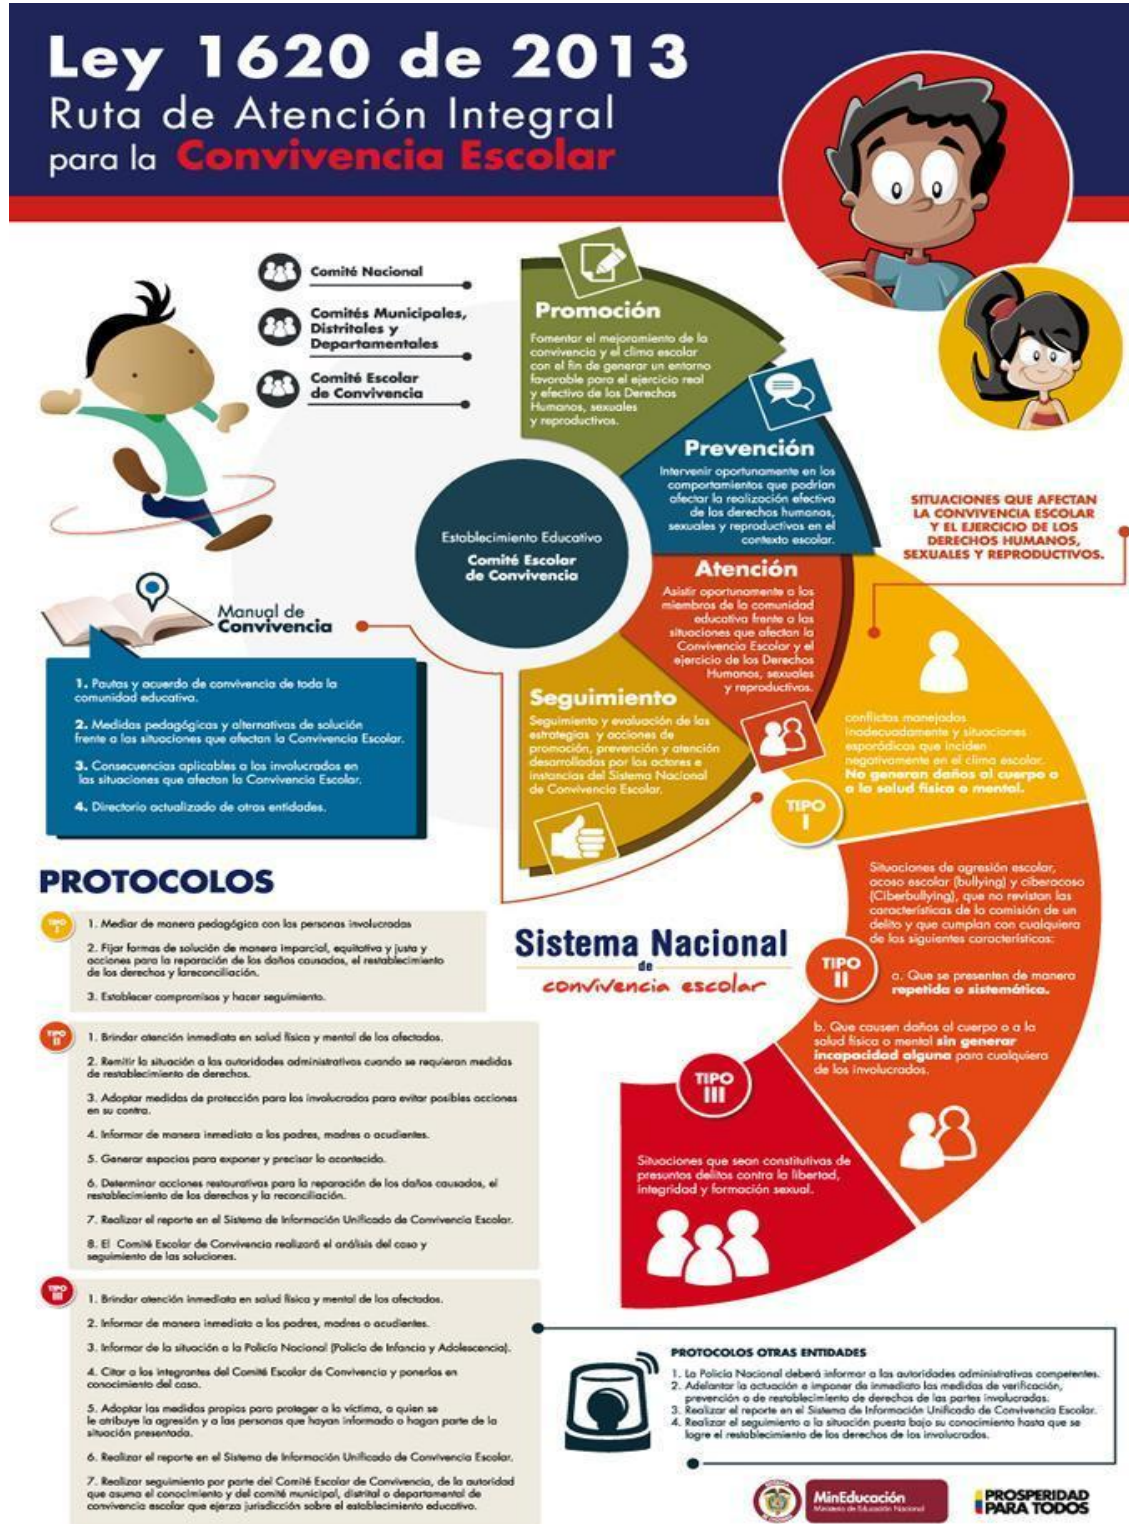 Ley 1620 de 2013
Ruta de Atención Integral
para la Convivencia Escolar
Comité Nacional
Comités Municipales,
Distritales y
Departamentales
Comité Escolar
de Convivencia
Promoción
Fomentar el mejoramiento de la
convivencia y el clima escolar
con el fin de generar un entorno
favorable para el ejercicio real
y efectivo de los Derechos
Humanos, sexuales
y reproductivos.
Prevención
Intervenir oportunamente en los
comportamientos que podrían
afectar la realización efectiva
de los derechos humanos,
sexuales y reproductivos en el
contexto escolar.
SITUACIONES QUE AFECTAN
LA CONVIVENCIA ESCOLAR
Y EL EJERCICIO DE LOS
DERECHOS HUMANOS,
SEXUALES Y REPRODUCTIVOS.
Establecimiento Educativo
Comité Escolar
de Convivencia
Atención
Asistir oportunamente a los
miembros de la comunidad
educativa frente a las
situaciones que afectan la
Convivencia Escolar y el
ejercicio de los Derechos
Humanos, sexuales
y reproductivos.
Seguimiento
Seguimiento y evaluación de las
estrategias y acciones de
promoción, prevención y atención
desarrolladas por los actores e
instancias del Sistema Nacional
de Convivencia Escolar.
Manual de
Convivencia
1. Pautas y acuerdo de convivencia de toda la
comunidad educativa.
2. Medidas pedagógicas y alternativas de solución
frente a las situaciones que afectan la Convivencia Escolar.
3. Consecuencias aplicables a los involucrados en
las situaciones que afectan la Convivencia Escolar.
4. Directorio actualizado de otras entidades.
conflictos manejados
inadecuadamente y situaciones
esporádicas que inciden
negativamente en el clima escolar.
No generan daños al cuerpo o
a la salud física o mental.
TIPO
I
Situaciones de agresión escolar,
acoso escolar (bullying) y ciberacoso
(Ciberbullying), que no revistan las
características de la comisión de un
delito y que cumplan con cualquiera
de las siguientes características:
a. Que se presenten de manera
repetida o sistemática.
b. Que causen daños al cuerpo o a la
salud física o mental sin generar
incapacidad alguna para cualquiera
de los involucrados.
TIPO
II
TIPO
III
Situaciones que sean constitutivas de
presuntos delitos contra la libertad,
integridad y formación sexual.
Sistema Nacional
de
convivencia escolar
PROTOCOLOS
TIPO
I
1. Mediar de manera pedagógica con las personas involucradas
2. Fijar formas de solución de manera imparcial, equitativa y justa y
acciones para la reparación de los daños causados, el restablecimiento
de los derechos y lareconciliación.
3. Establecer compromisos y hacer seguimiento.
TIPO
II
1. Brindar atención inmediata en salud física y mental de los afectados.
2. Remitir la situación a las autoridades administrativas cuando se requieran medidas
de restablecimiento de derechos.
3. Adoptar medidas de protección para los involucrados para evitar posibles acciones
en su contra.
4. Informar de manera inmediata a los padres, madres o acudientes.
5. Generar espacios para exponer y precisar lo acontecido.
6. Determinar acciones restaurativas para la reparación de los daños causados, el
restablecimiento de los derechos y la reconciliación.
7. Realizar el reporte en el Sistema de Información Unificado de Convivencia Escolar.
8. El Comité Escolar de Convivencia realizará el análisis del caso y
seguimiento de las soluciones.
TIPO
III
1. Brindar atención inmediata en salud física y mental de los afectados.
2. Informar de manera inmediata a los padres, madres o acudientes.
3. Informar de la situación a la Policía Nacional (Policía de Infancia y Adolescencia).
4. Citar a los integrantes del Comité Escolar de Convivencia y ponerlos en
conocimiento del caso.
5. Adoptar las medidas propias para proteger a la víctima, a quien se
le atribuye la agresión y a las personas que hayan informado o hagan parte de la
situación presentada.
6. Realizar el reporte en el Sistema de Información Unificado de Convivencia Escolar.
7. Realizar seguimiento por parte del Comité Escolar de Convivencia, de la autoridad
que asuma el conocimiento y del comité municipal, distrital o departamental de
convivencia escolar que ejerza jurisdicción sobre el establecimiento educativo.
PROTOCOLOS OTRAS ENTIDADES
1. La Policía Nacional deberá informar a las autoridades administrativas competentes.
2. Adelantar la actuación e imponer de inmediato las medidas de verificación,
prevención o de restablecimiento de derechos de las partes involucradas.
3. Realizar el reporte en el Sistema de Información Unificado de Convivencia Escolar.
4. Realizar el seguimiento a la situación puesta bajo su conocimiento hasta que se
logre el restablecimiento de los derechos de los involucrados.
MinEducación
Ministerio de Educación Nacional
PROSPERIDAD
PARA TODOS